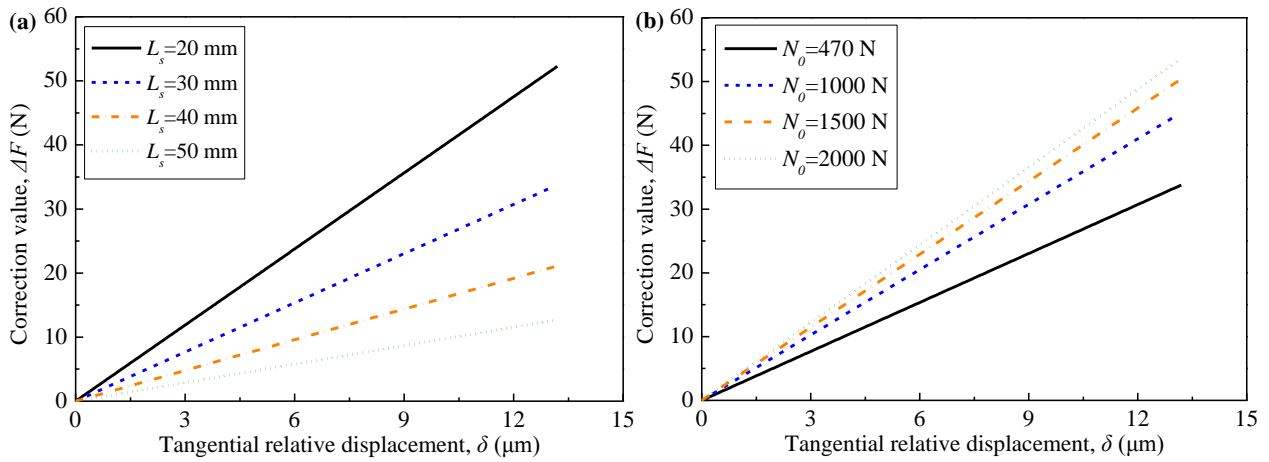 (a)
L_s=20 mm
L_s=30 mm
L_s=40 mm
L_s=50 mm
Correction value, ΔF (N)
60
50
40
30
20
10
0
0 3 6 9 12 15
Tangential relative displacement, δ (μm)
(b)
N_0=470 N
N_0=1000 N
N_0=1500 N
N_0=2000 N
Correction value, ΔF (N)
60
50
40
30
20
10
0
0 3 6 9 12 15
Tangential relative displacement, δ (μm)